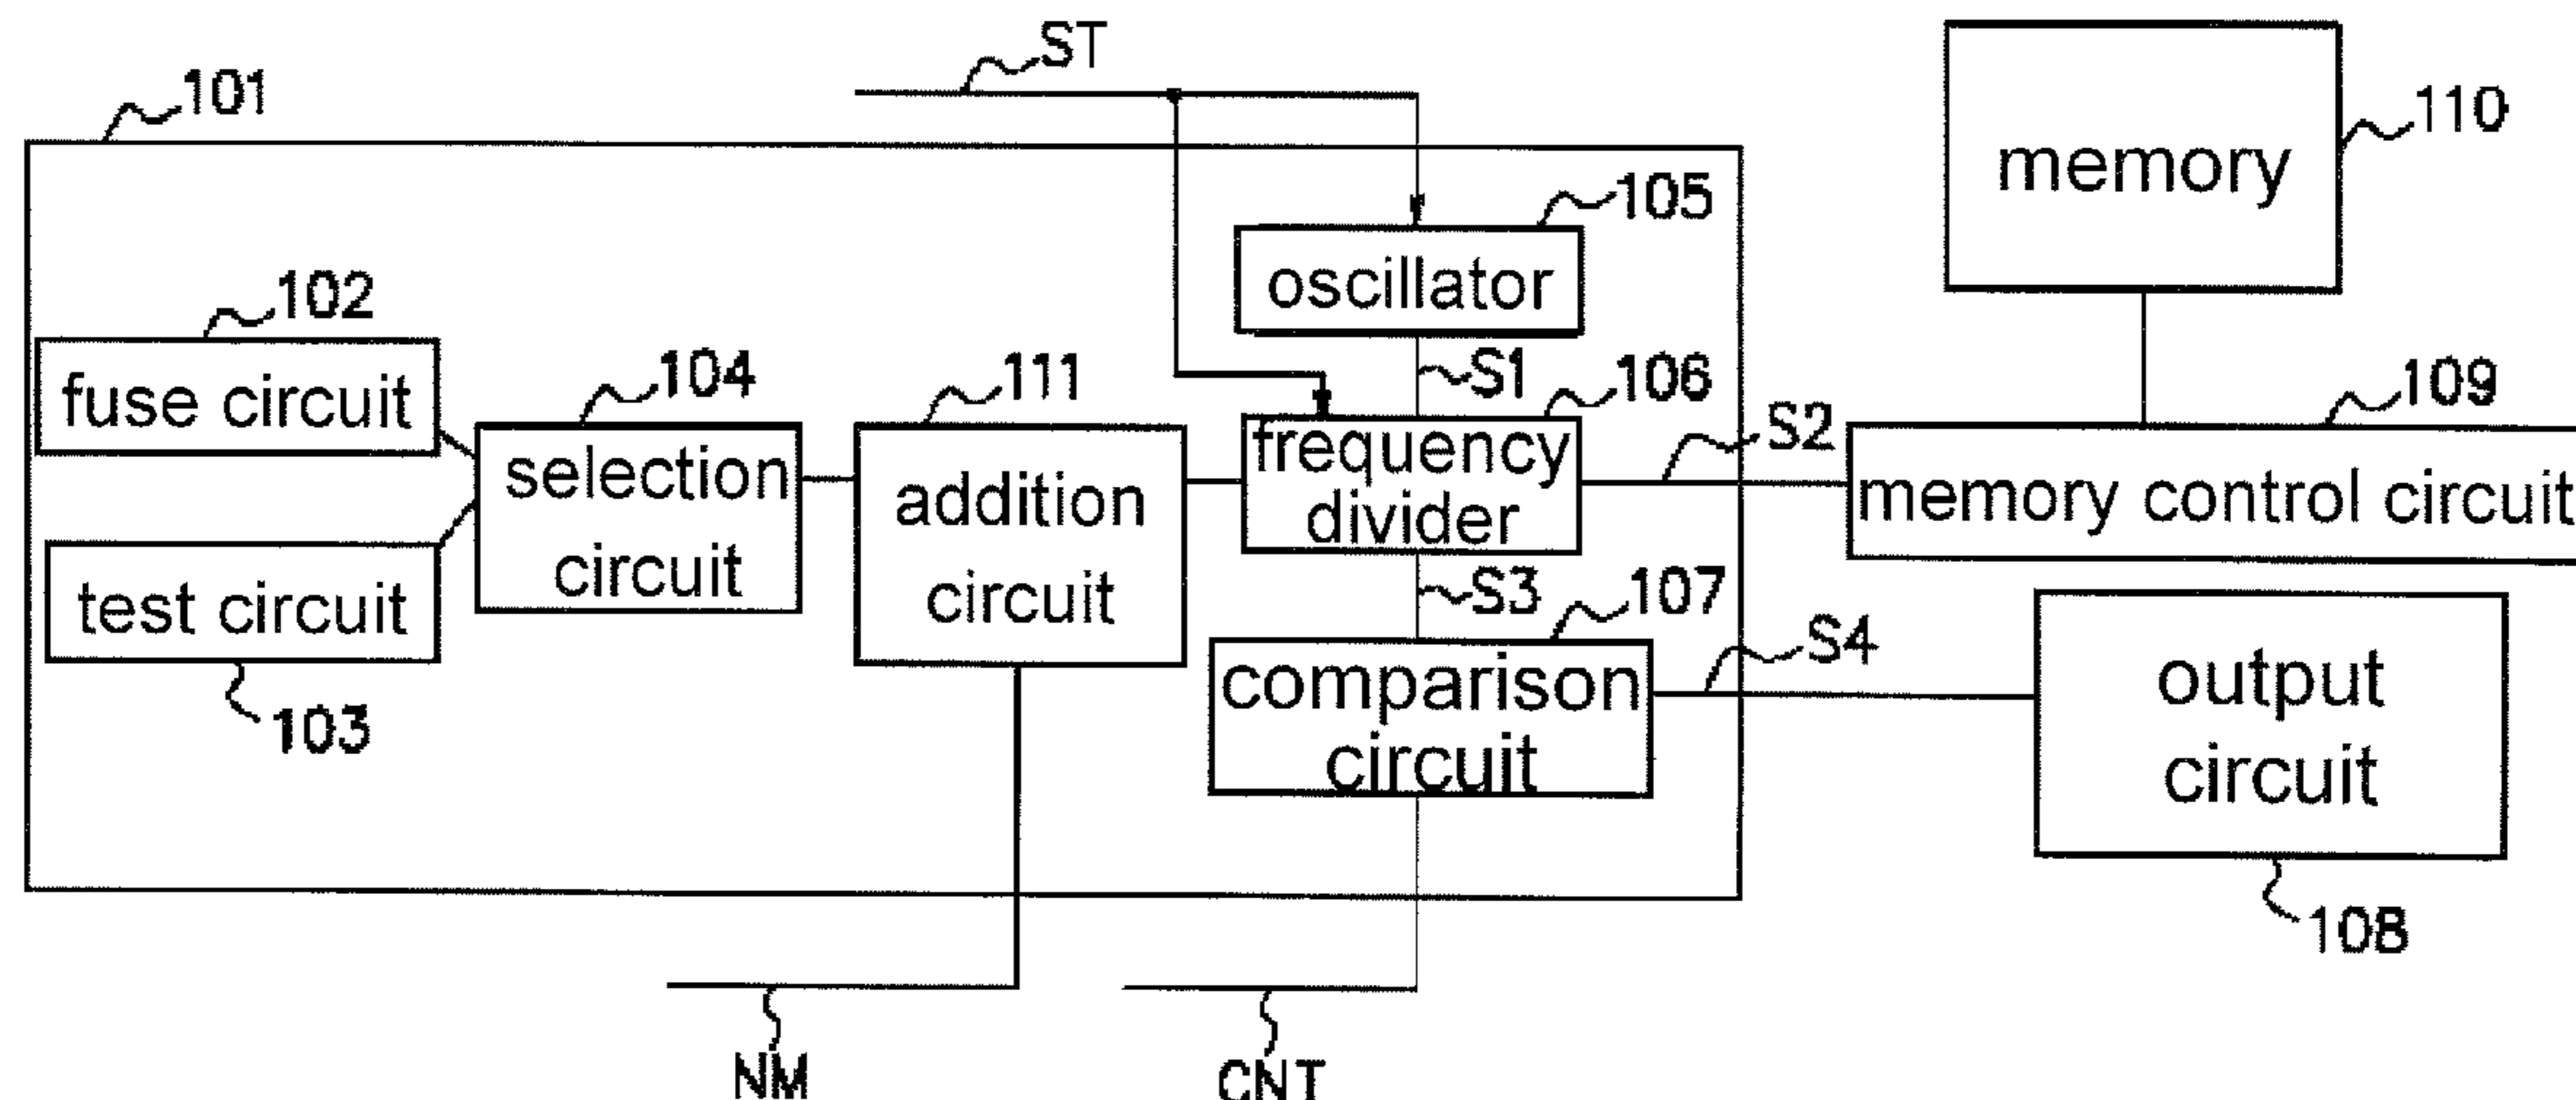 ST
101
110
memory
105
oscillator
102
fuse circuit
104
selection
circuit
111
addition
circuit
S1
106
frequency
divider
S2
109
memory control circuit
test circuit
103
S3
107
comparison
circuit
S4
output
circuit
108
NM
CNT